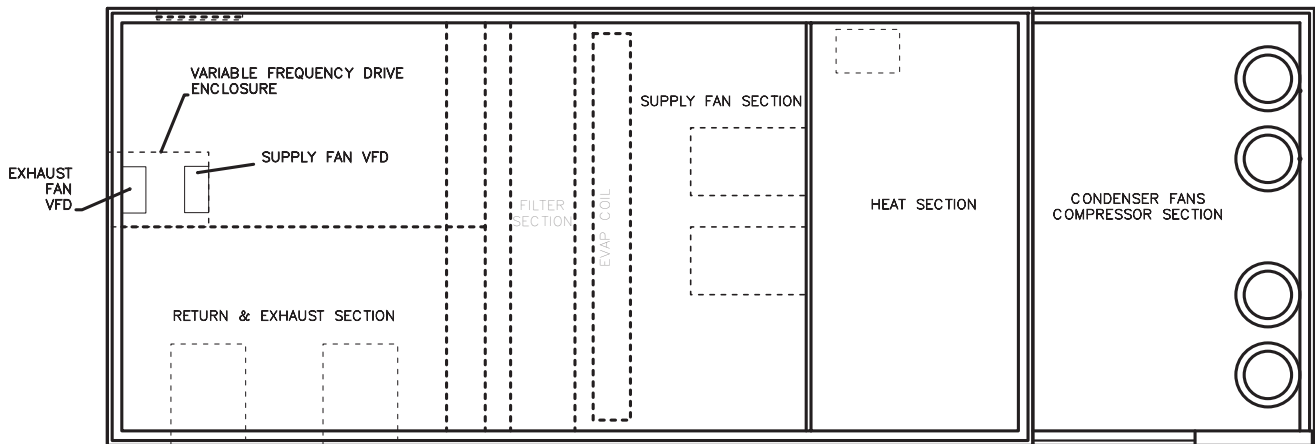 VARIABLE FREQUENCY DRIVE
ENCLOSURE
SUPPLY FAN VFD
EXHAUST
FAN
VFD
FILTER
SECTION
EVAP COIL
SUPPLY FAN SECTION
HEAT SECTION
CONDENSER FANS
COMPRESSOR SECTION
RETURN & EXHAUST SECTION